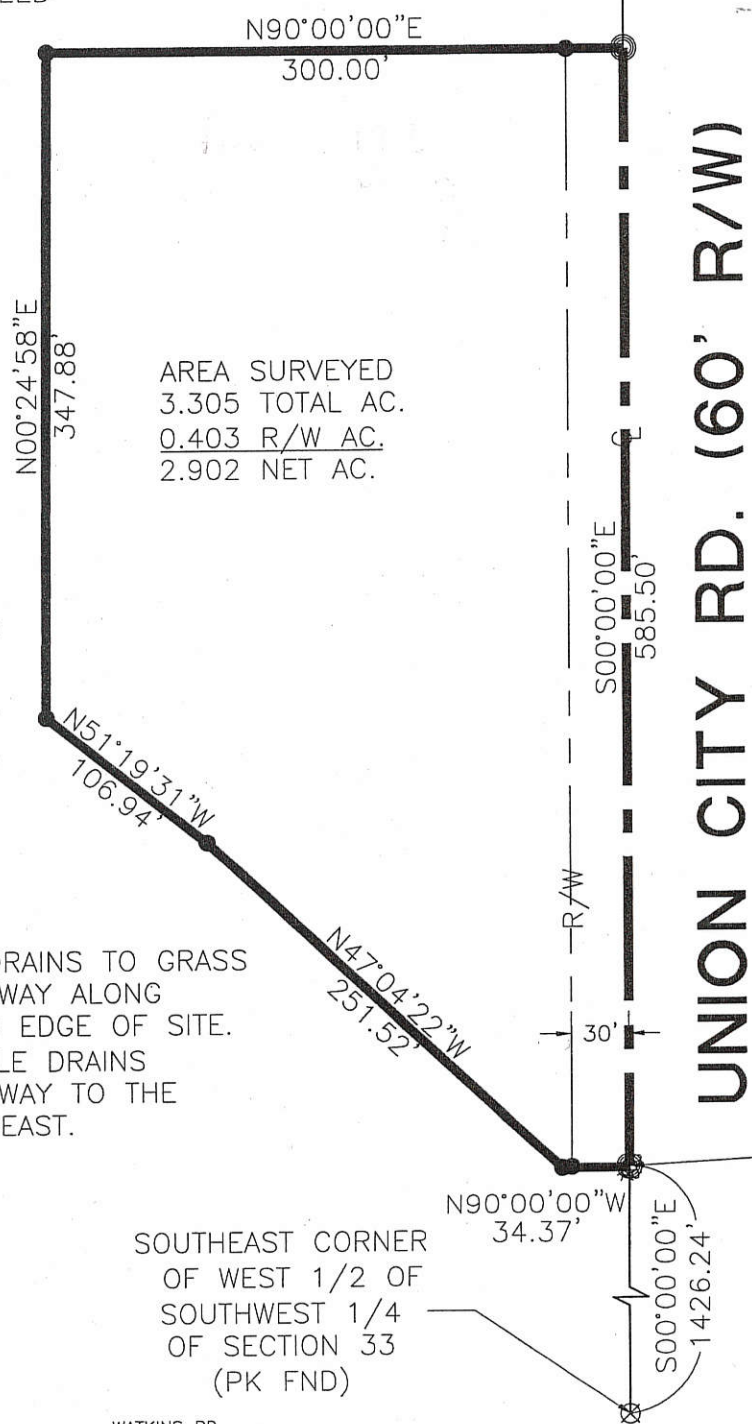 N90°00'00"E
300.00'
N00°24'58"E
347.88'
AREA SURVEYED
3.305 TOTAL AC.
0.403 R/W AC.
2.902 NET AC.
℄
S00°00'00"E
585.50'
UNION CITY RD. (60' R/W)
N51°19'31"W
106.94'
R/W
N47°04'22"W
251.52'
DRAINS TO GRASS
WAY ALONG
EDGE OF SITE.
LE DRAINS
WAY TO THE
EAST.
30'
N90°00'00"W
34.37'
SOUTHEAST CORNER
OF WEST 1/2 OF
SOUTHWEST 1/4
OF SECTION 33
(PK FND)
S00°00'00"E
1426.24'